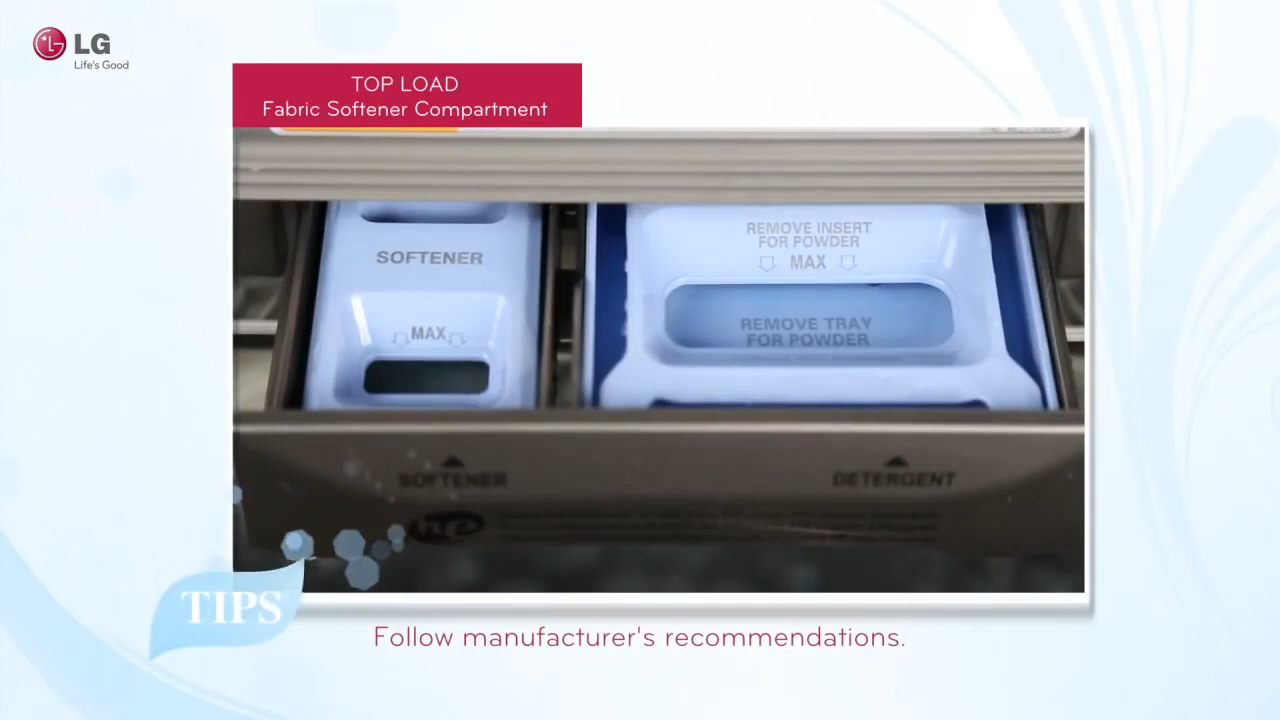 LG
Life's Good
TOP LOAD
Fabric Softener Compartment
REMOVE INSERT
FOR POWDER
MAX
SOFTENER
MAX
REMOVE TRAY
FOR POWDER
SOFTENER
DETERGENT
he
TIPS
Follow manufacturer's recommendations.